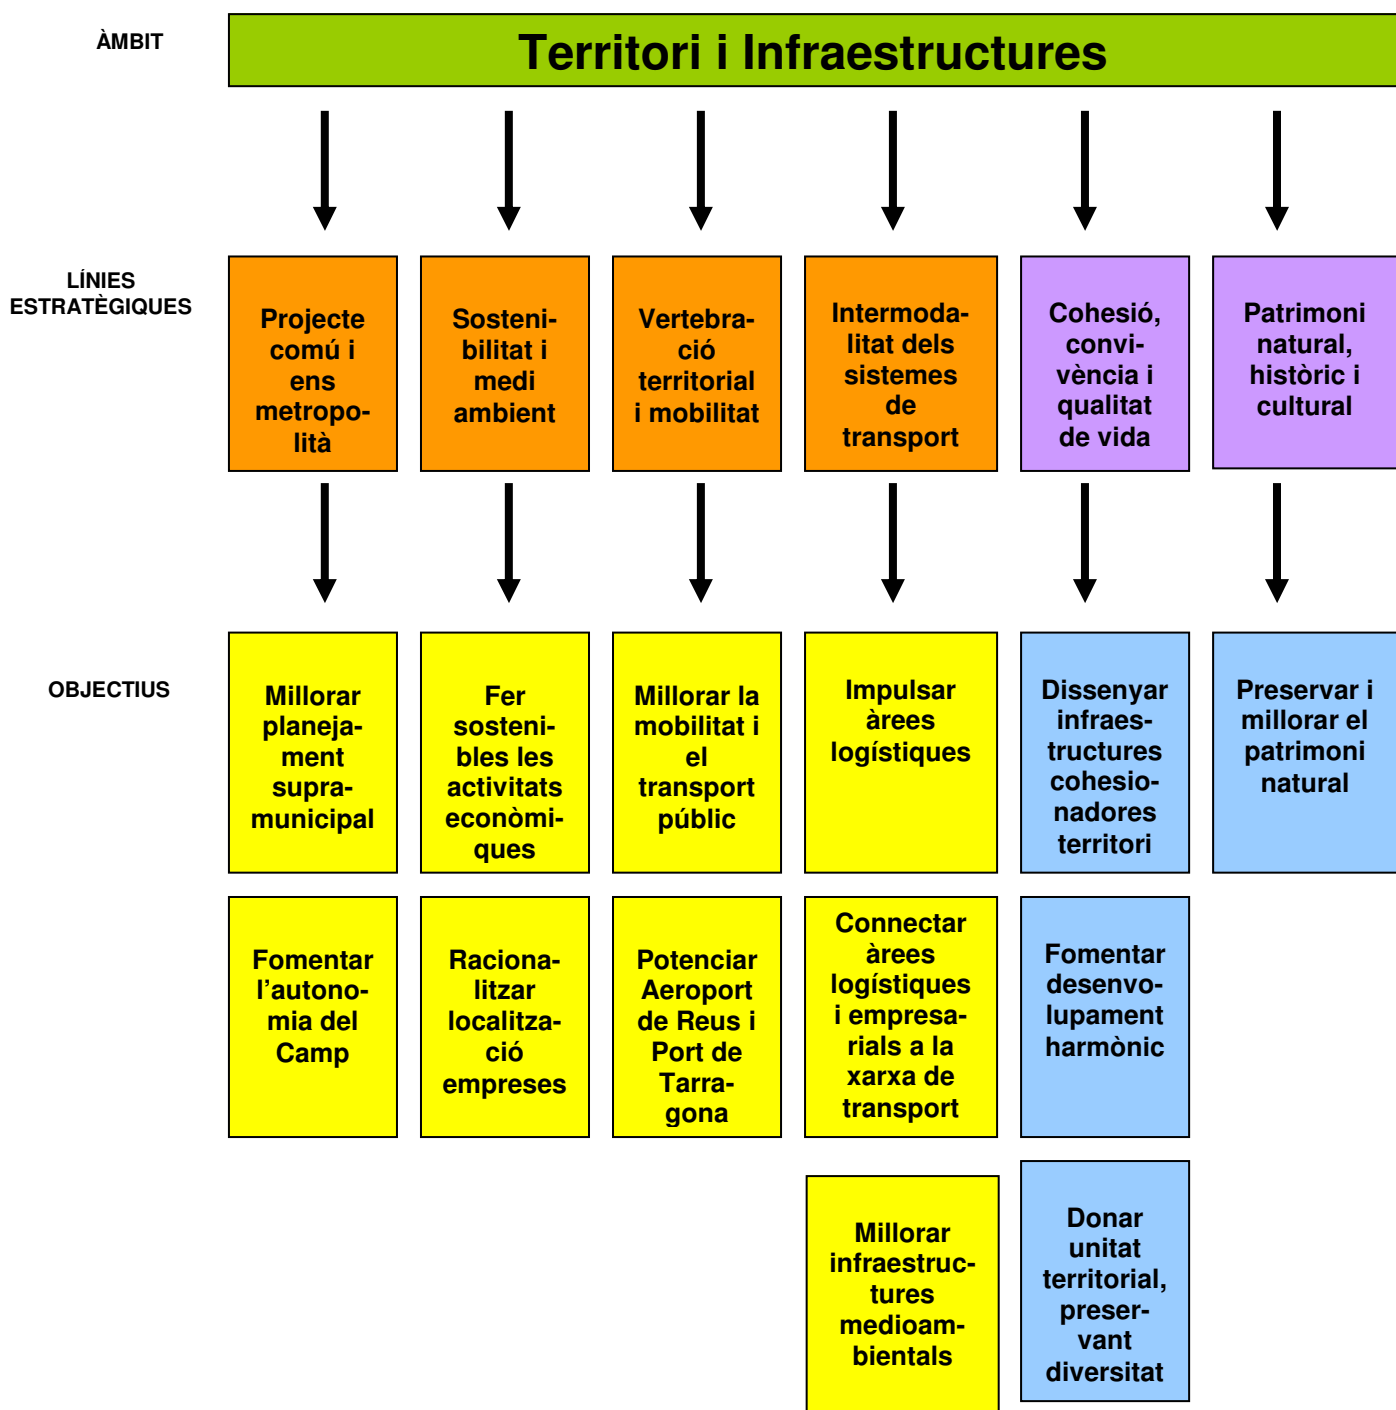 ÀMBIT
Territori i Infraestructures
LÍNIES
ESTRATÈGIQUES
Projecte
comú i
ens
metropo-
lità
Sosteni-
bilitat i
medi
ambient
Vertebra-
ció
territorial
i mobilitat
Intermoda-
litat dels
sistemes
de
transport
Cohesió,
convi-
vència i
qualitat
de vida
Patrimoni
natural,
històric i
cultural
OBJECTIUS
Millorar
planeja-
ment
supra-
municipal
Fer
sosteni-
bles les
activitats
econòmi-
ques
Millorar la
mobilitat i
el
transport
públic
Impulsar
àrees
logístiques
Dissenyar
infraes-
tructures
cohesio-
nadores
territori
Preservar i
millorar el
patrimoni
natural
Fomentar
l’autono-
mia del
Camp
Raciona-
litzar
localitza-
ció
empreses
Potenciar
Aeroport
de Reus i
Port de
Tarra-
gona
Connectar
àrees
logístiques
i empresa-
rials a la
xarxa de
transport
Fomentar
desenvo-
lupament
harmònic
Millorar
infraestruc-
tures
medioam-
bientals
Donar
unitat
territorial,
preser-
vant
diversitat